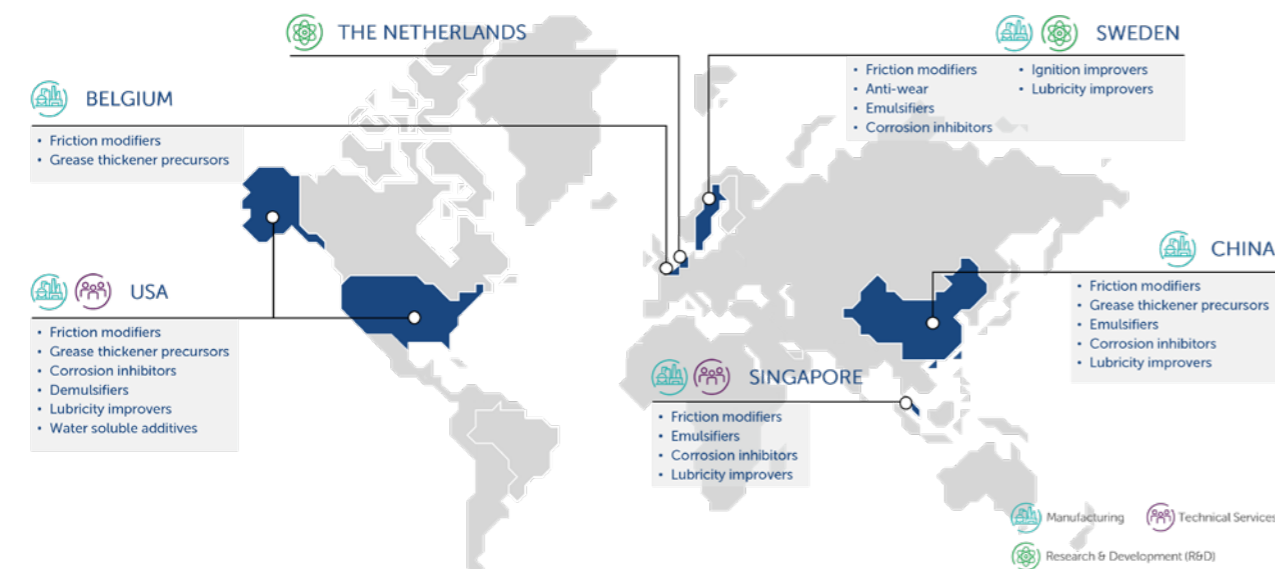 THE NETHERLANDS
SWEDEN
• Friction modifiers
• Anti-wear
• Emulsifiers
• Corrosion inhibitors
• Ignition improvers
• Lubricity improvers
BELGIUM
• Friction modifiers
• Grease thickener precursors
USA
• Friction modifiers
• Grease thickener precursors
• Corrosion inhibitors
• Demulsifiers
• Lubricity improvers
• Water soluble additives
CHINA
• Friction modifiers
• Grease thickener precursors
• Emulsifiers
• Corrosion inhibitors
• Lubricity improvers
SINGAPORE
• Friction modifiers
• Emulsifiers
• Corrosion inhibitors
• Lubricity improvers
Manufacturing
Technical Services
Research & Development (R&D)